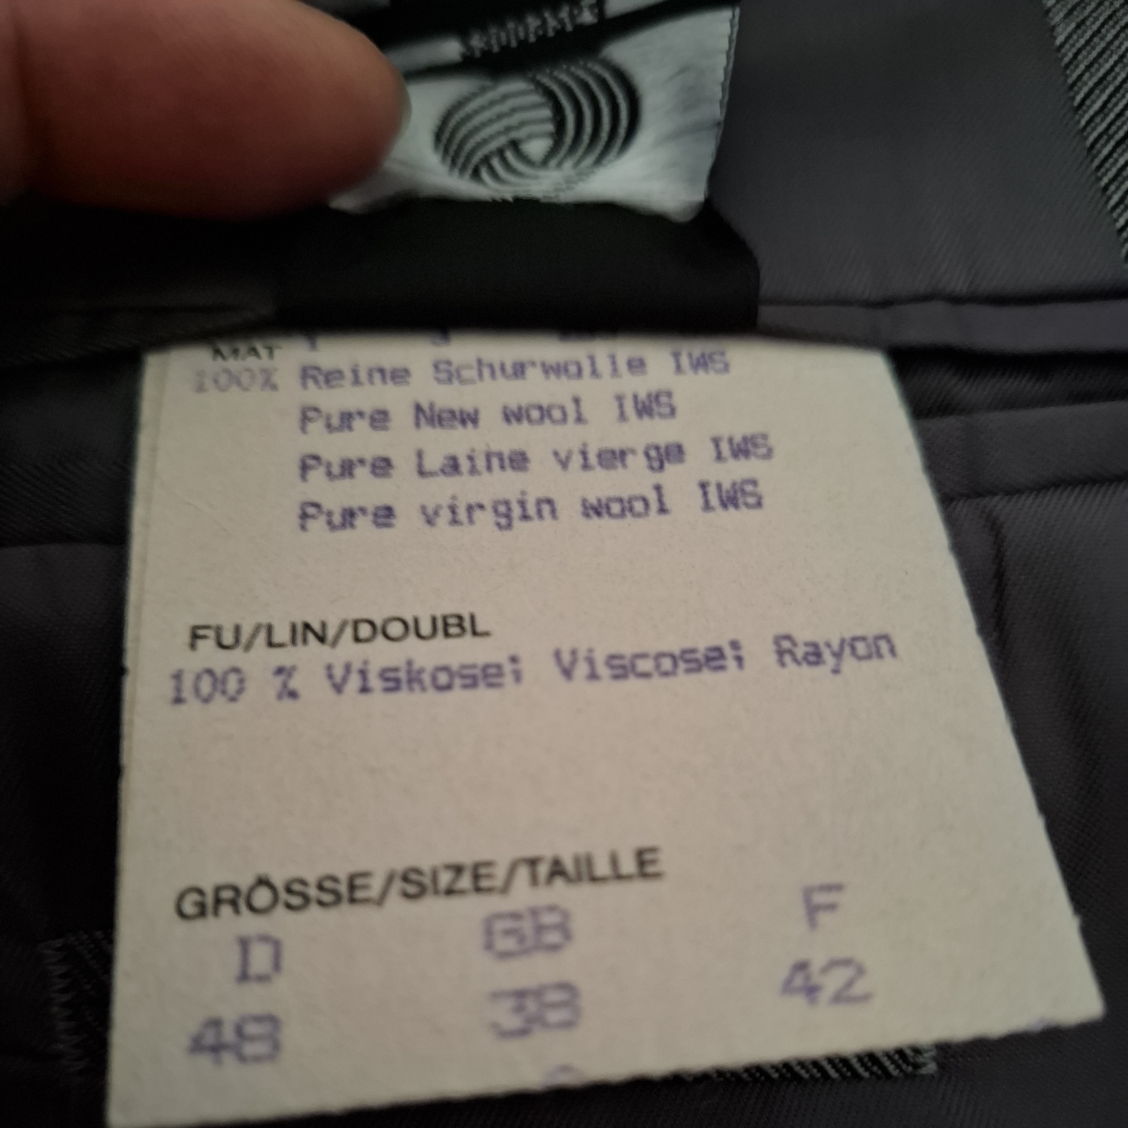 MAT
100% Reine Schurwolle IWS
Pure New wool IWS
Pure Laine vierge IWS
Pure virgin wool IWS
FU/LIN/DOUBL
100 % Viskose; Viscose; Rayon
GRÖSSE/SIZE/TAILLE
D GB F
48 38 42